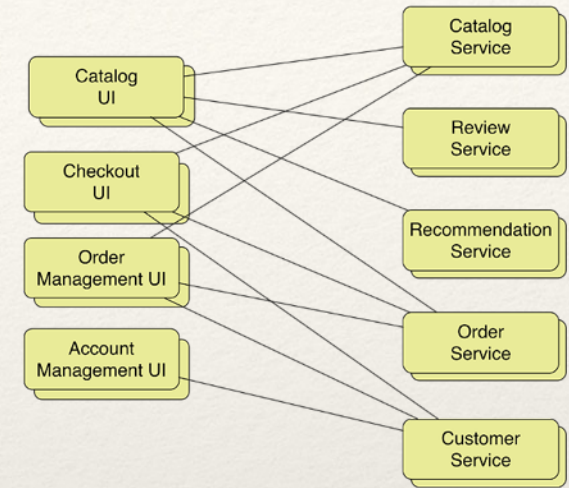 Catalog
UI
Checkout
UI
Order
Management UI
Account
Management UI
Catalog
Service
Review
Service
Recommendation
Service
Order
Service
Customer
Service